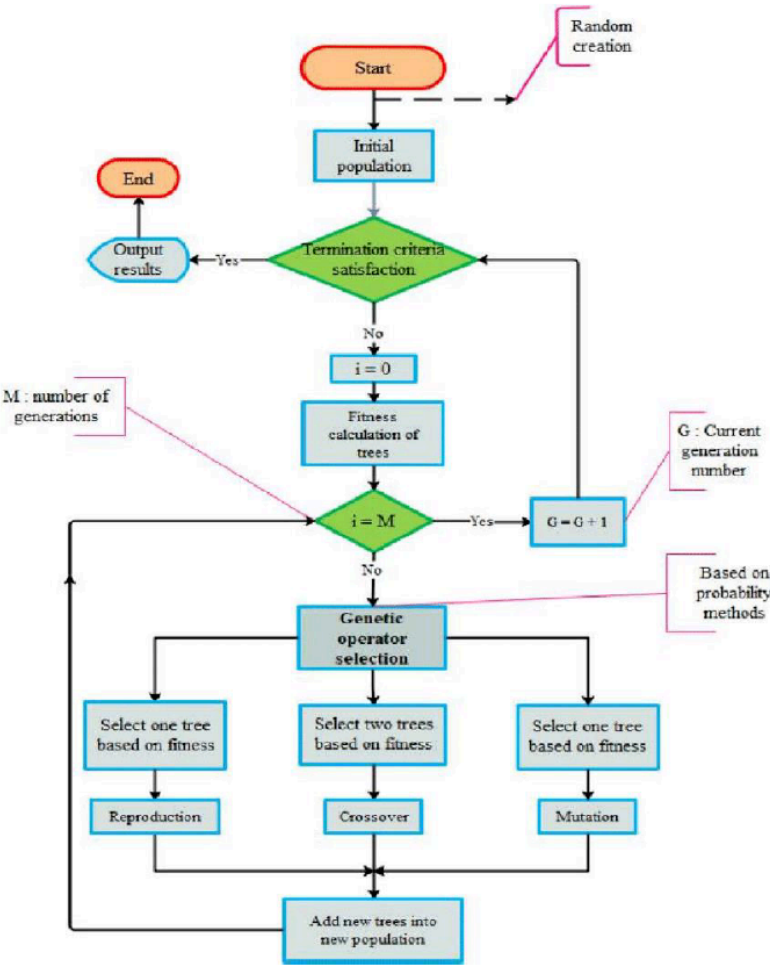 Random
creation
Start
Initial
population
End
Termination criteria
satisfaction
Output
results
Yes
No
i = 0
M : number of
generations
Fitness
calculation of
trees
G : Current
generation
number
i = M
Yes
G = G + 1
No
Based on
probability
methods
Genetic
operator
selection
Select one tree
based on fitness
Select two trees
based on fitness
Select one tree
based on fitness
Reproduction
Crossover
Mutation
Add new trees into
new population